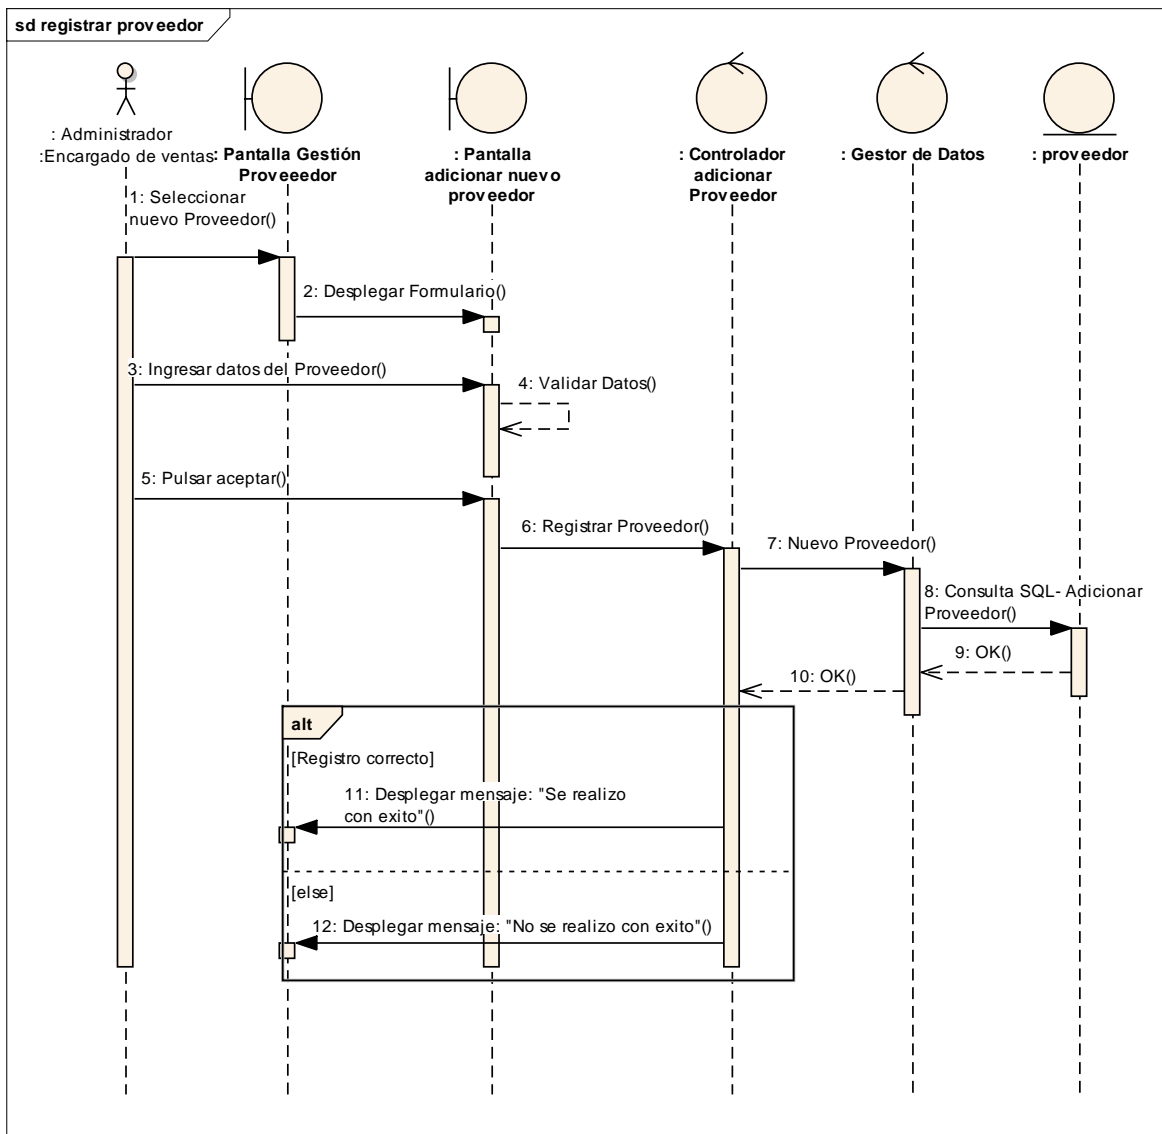 sd registrar proveedor
: Administrador
:Encargado de ventas
: Pantalla Gestión
Proveeedor
: Pantalla
adicionar nuevo
proveedor
: Controlador
adicionar
Proveedor
: Gestor de Datos
: proveedor
1: Seleccionar
nuevo Proveedor()
2: Desplegar Formulario()
3: Ingresar datos del Proveedor()
4: Validar Datos()
5: Pulsar aceptar()
6: Registrar Proveedor()
7: Nuevo Proveedor()
8: Consulta SQL- Adicionar
Proveedor()
9: OK()
10: OK()
alt
[Registro correcto]
11: Desplegar mensaje: "Se realizo
con exito"()
[else]
12: Desplegar mensaje: "No se realizo con exito"()